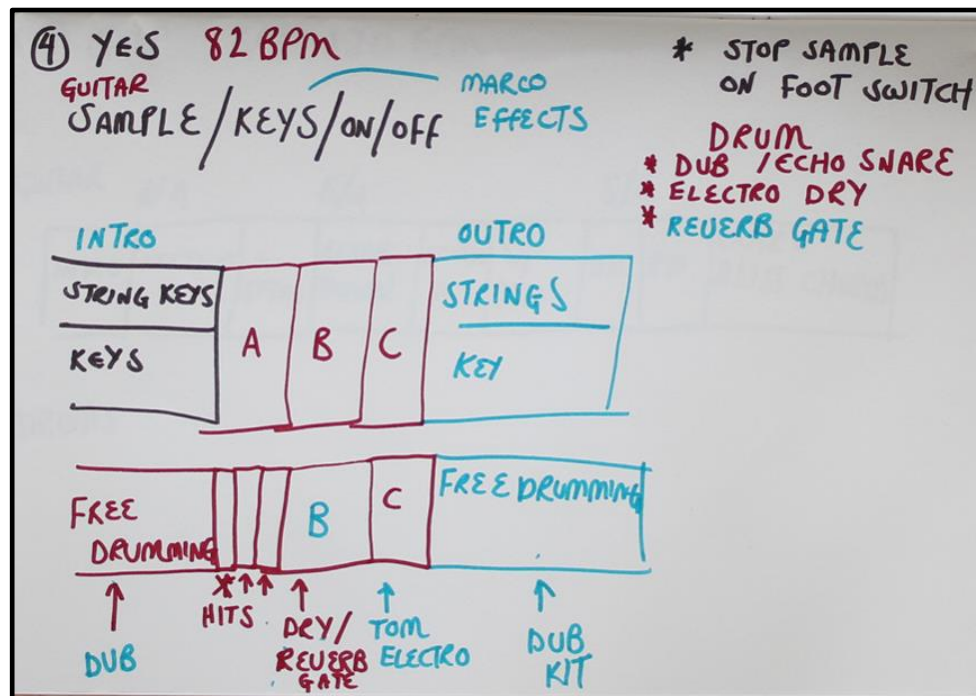 ④ YES 82 BPM
GUITAR
SAMPLE/KEYS/ON/OFF
MARCO
EFFECTS
* STOP SAMPLE
ON FOOT SWITCH
DRUM
* DUB /ECHO SNARE
* ELECTRO DRY
* REVERB GATE
INTRO
OUTRO
STRING KEYS
KEYS
A
B
C
STRINGS
KEY
FREE
DRUMMING
B
C
FREE DRUMMING
DUB
HITS
DRY/
REVERB
GATE
TOM
ELECTRO
DUB
KIT